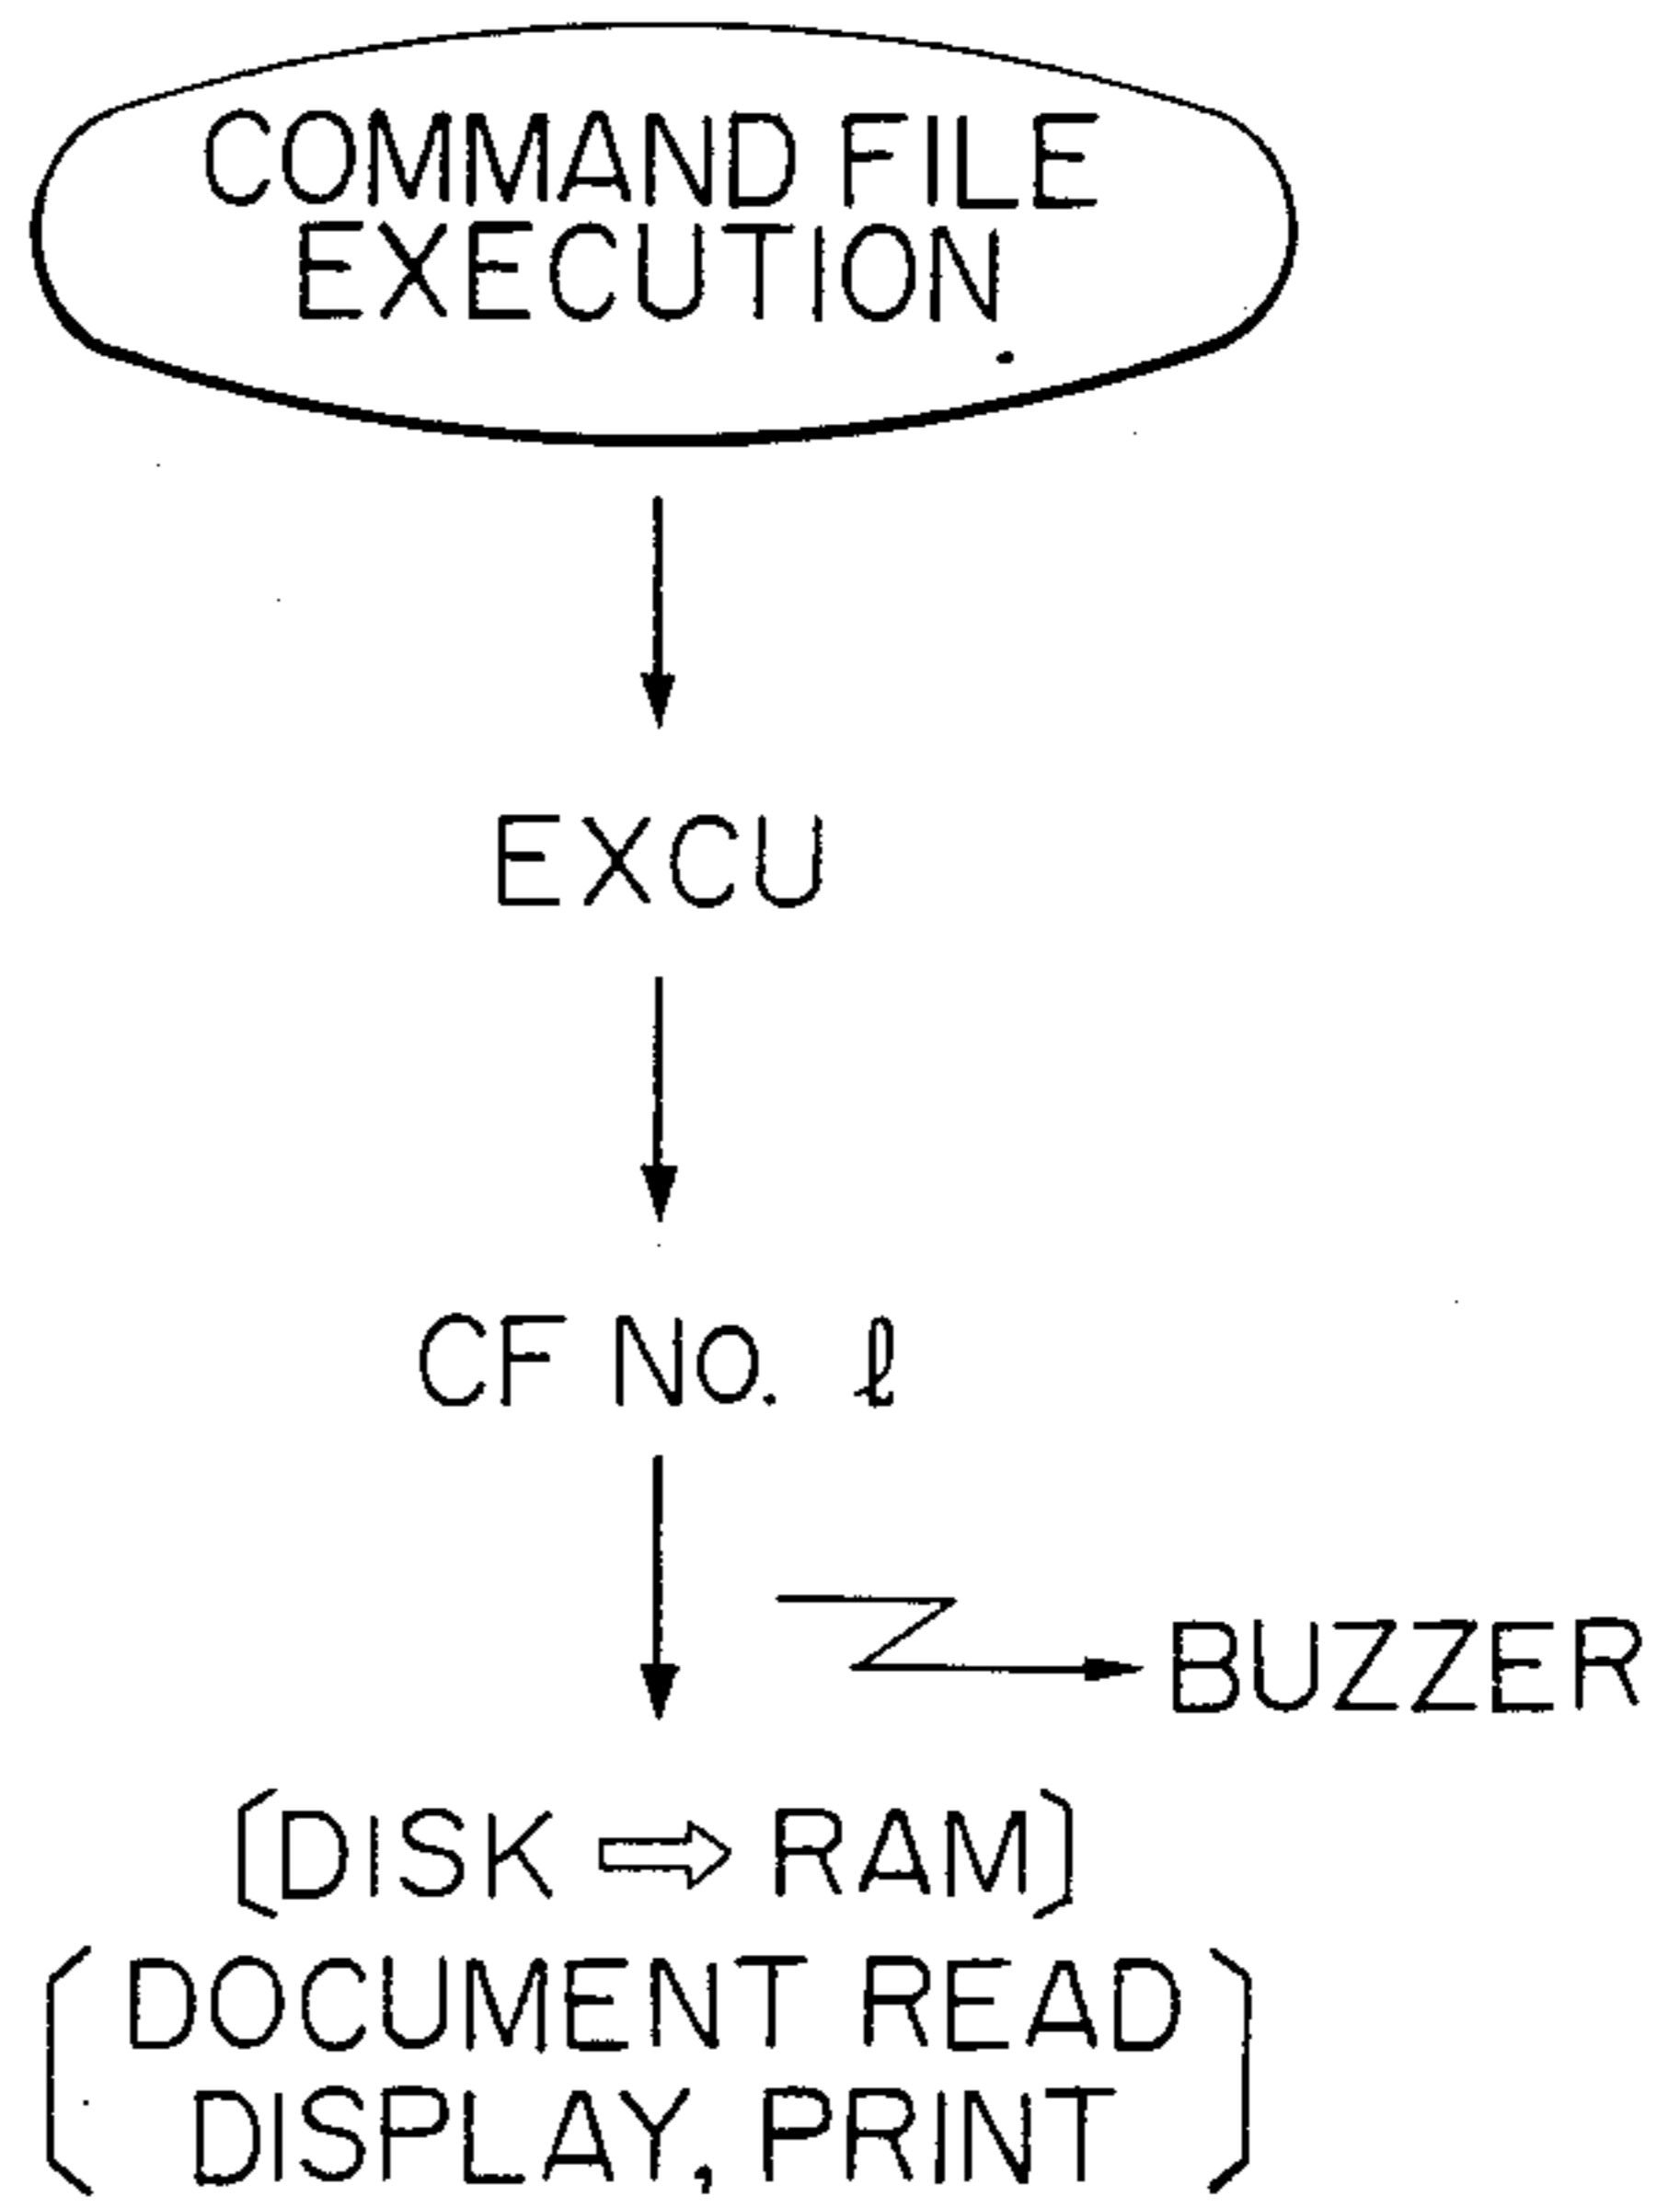 COMMAND FILE
EXECUTION
EXCU
CF No. ℓ
BUZZER
[DISK ⇨ RAM]
[DOCUMENT READ
DISPLAY, PRINT]